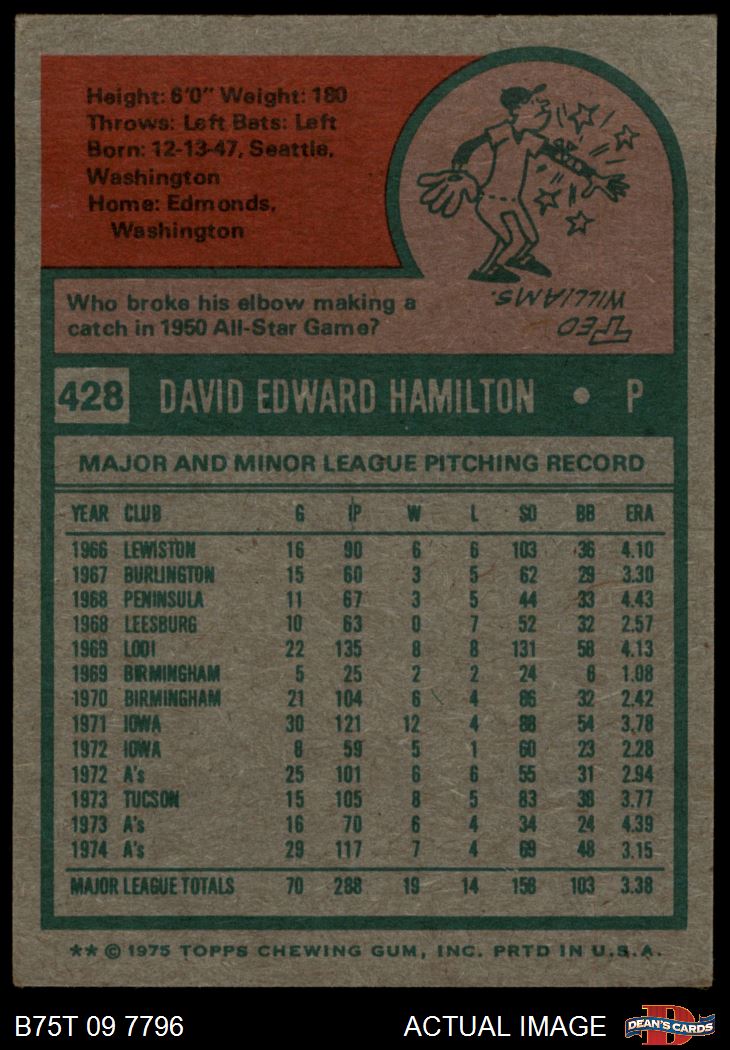 Height: 6'0" Weight: 180
Throws: Left Bats: Left
Born: 12-13-47, Seattle,
Washington
Home: Edmonds,
Washington
Who broke his elbow making a
catch in 1950 All-Star Game?
TED
WILLIAMS.
428 DAVID EDWARD HAMILTON • P
MAJOR AND MINOR LEAGUE PITCHING RECORD
YEAR CLUB G IP W L SO BB ERA
1966 LEWISTON 16 90 6 6 103 36 4.10
1967 BURLINGTON 15 60 3 5 62 29 3.30
1968 PENINSULA 11 67 3 5 44 33 4.43
1968 LEESBURG 10 63 0 7 52 32 2.57
1969 LODI 22 135 8 8 131 58 4.13
1969 BIRMINGHAM 5 25 2 2 24 6 1.08
1970 BIRMINGHAM 21 104 6 4 86 32 2.42
1971 IOWA 30 121 12 4 88 54 3.78
1972 IOWA 8 59 5 1 60 23 2.28
1972 A's 25 101 6 6 55 31 2.94
1973 TUCSON 15 105 8 5 83 38 3.77
1973 A's 16 70 6 4 34 24 4.39
1974 A's 29 117 7 4 69 48 3.15
MAJOR LEAGUE TOTALS 70 288 19 14 158 103 3.38
** © 1975 TOPPS CHEWING GUM, INC. PRTD IN U.S.A.
B75T 09 7796 ACTUAL IMAGE
D
DEAN'S CARDS